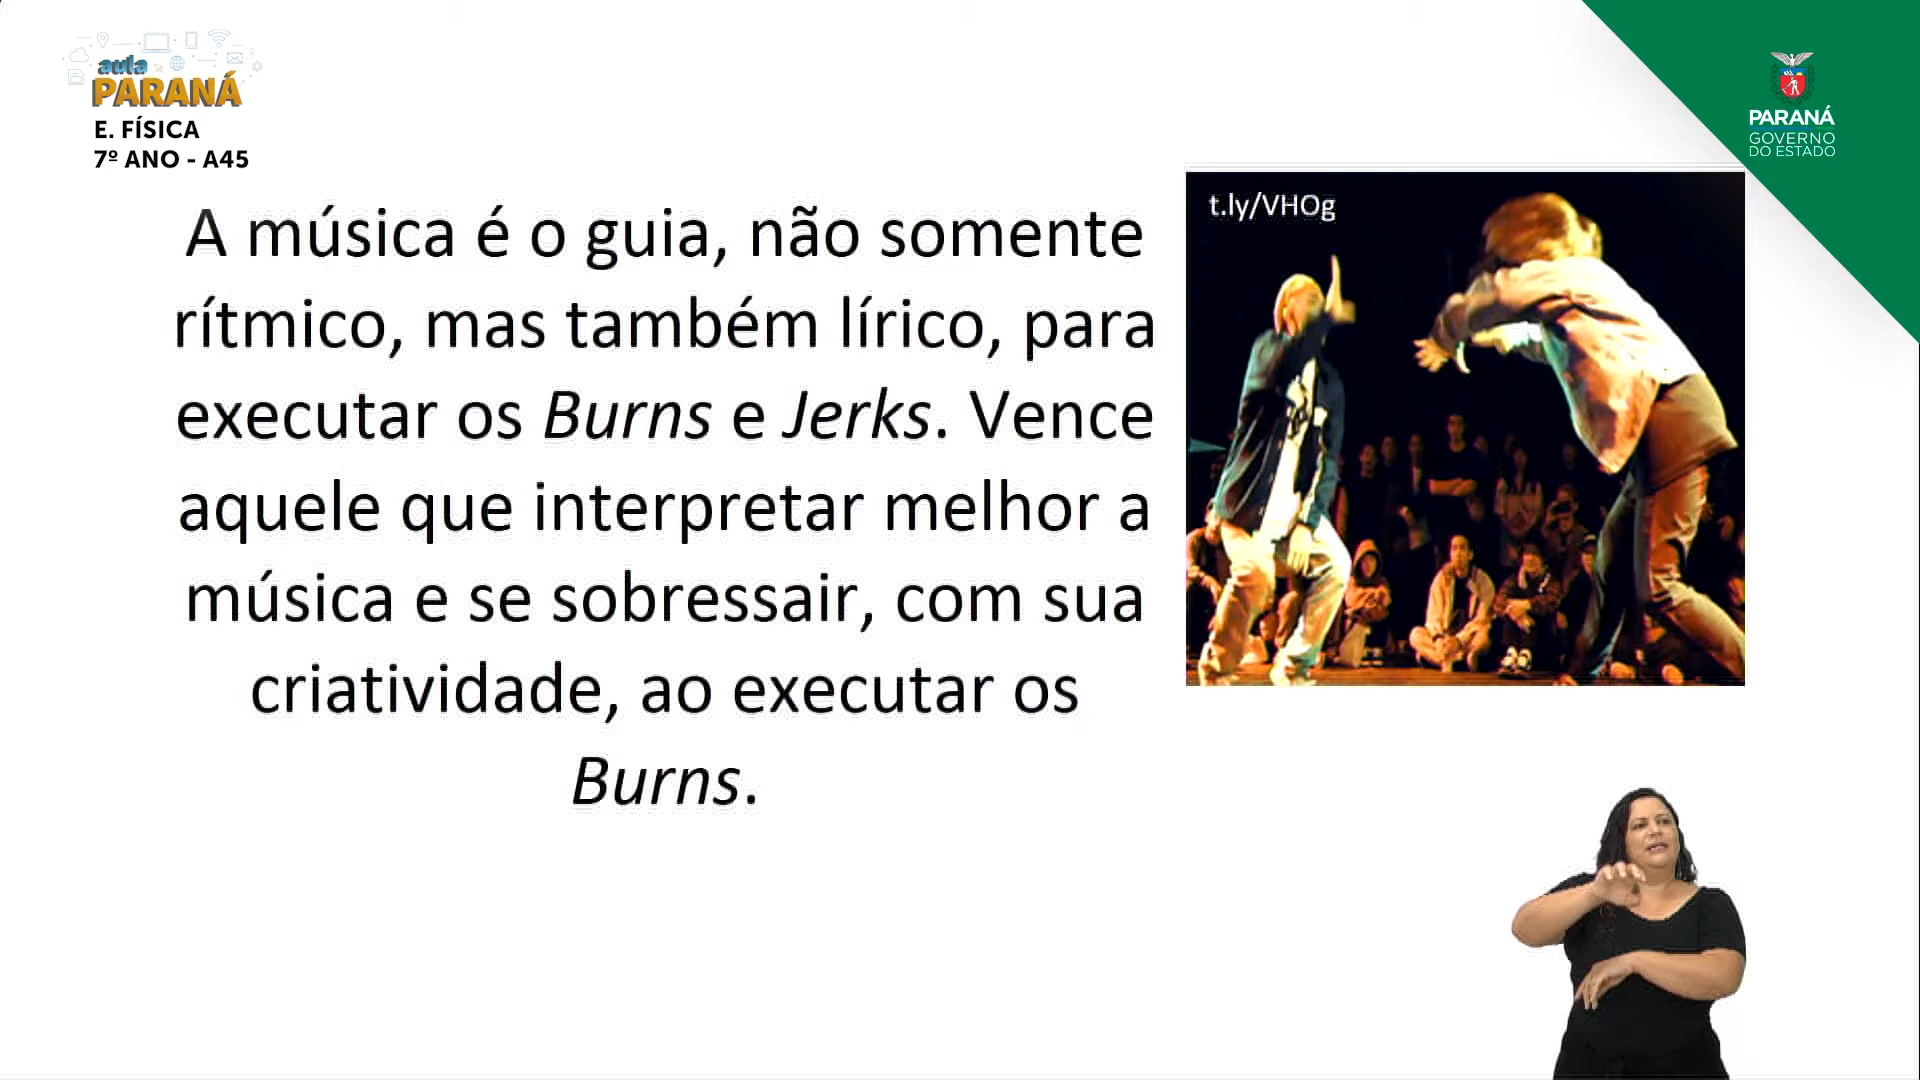 aula
PARANÁ
E. FÍSICA
7º ANO - A45
PARANÁ
GOVERNO
DO ESTADO
t.ly/VHOg
A música é o guia, não somente
rítmico, mas também lírico, para
executar os Burns e Jerks. Vence
aquele que interpretar melhor a
música e se sobressair, com sua
criatividade, ao executar os
Burns.